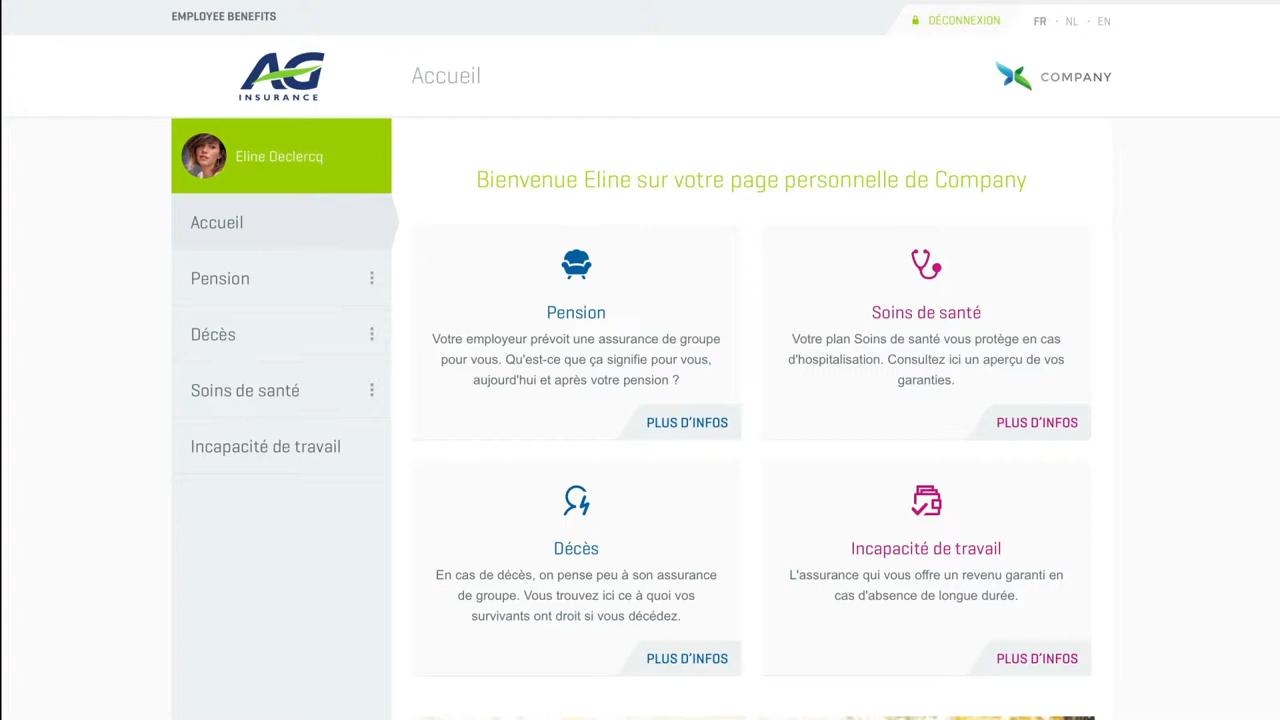 EMPLOYEE BENEFITS
DÉCONNEXION
FR · NL · EN
AG
INSURANCE
Accueil
COMPANY
Eline Declercq
Accueil
Pension
Décès
Soins de santé
Incapacité de travail
Bienvenue Eline sur votre page personnelle de Company
Pension
Votre employeur prévoit une assurance de groupe
pour vous. Qu'est-ce que ça signifie pour vous,
aujourd'hui et après votre pension ?
PLUS D'INFOS
Soins de santé
Votre plan Soins de santé vous protège en cas
d'hospitalisation. Consultez ici un aperçu de vos
garanties.
PLUS D'INFOS
Décès
En cas de décès, on pense peu à son assurance
de groupe. Vous trouvez ici ce à quoi vos
survivants ont droit si vous décédez.
PLUS D'INFOS
Incapacité de travail
L'assurance qui vous offre un revenu garanti en
cas d'absence de longue durée.
PLUS D'INFOS